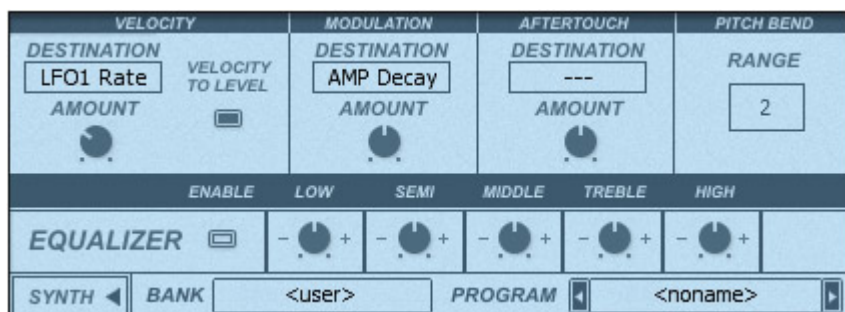 VELOCITY MODULATION AFTERTOUCH PITCH BEND
DESTINATION DESTINATION DESTINATION
LFO1 Rate VELOCITY TO LEVEL AMP Decay --- RANGE
AMOUNT AMOUNT AMOUNT 2
ENABLE LOW SEMI MIDDLE TREBLE HIGH
EQUALIZER - + - + - + - + - +
SYNTH BANK <user> PROGRAM <noname>